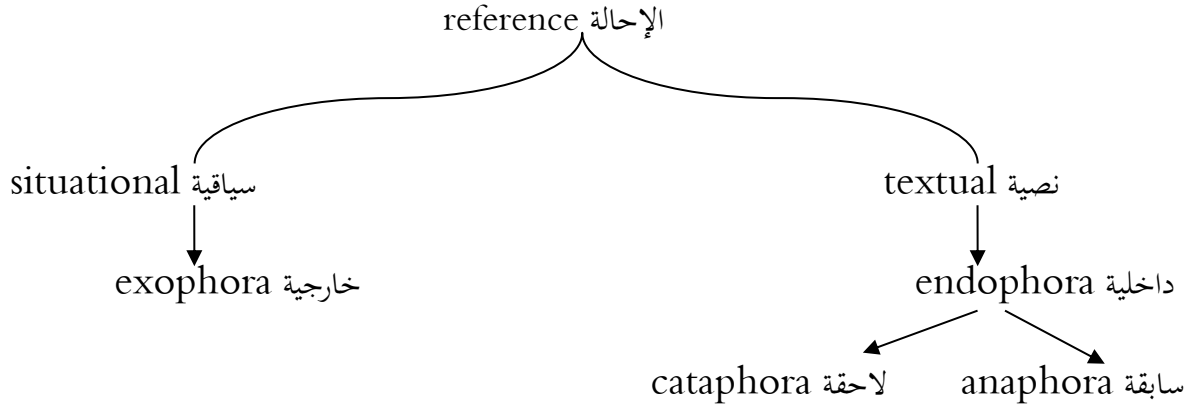 reference الإحالة
situational سياقية
textual نصية
exophora خارجية
endophora داخلية
cataphora لاحقة
anaphora سابقة